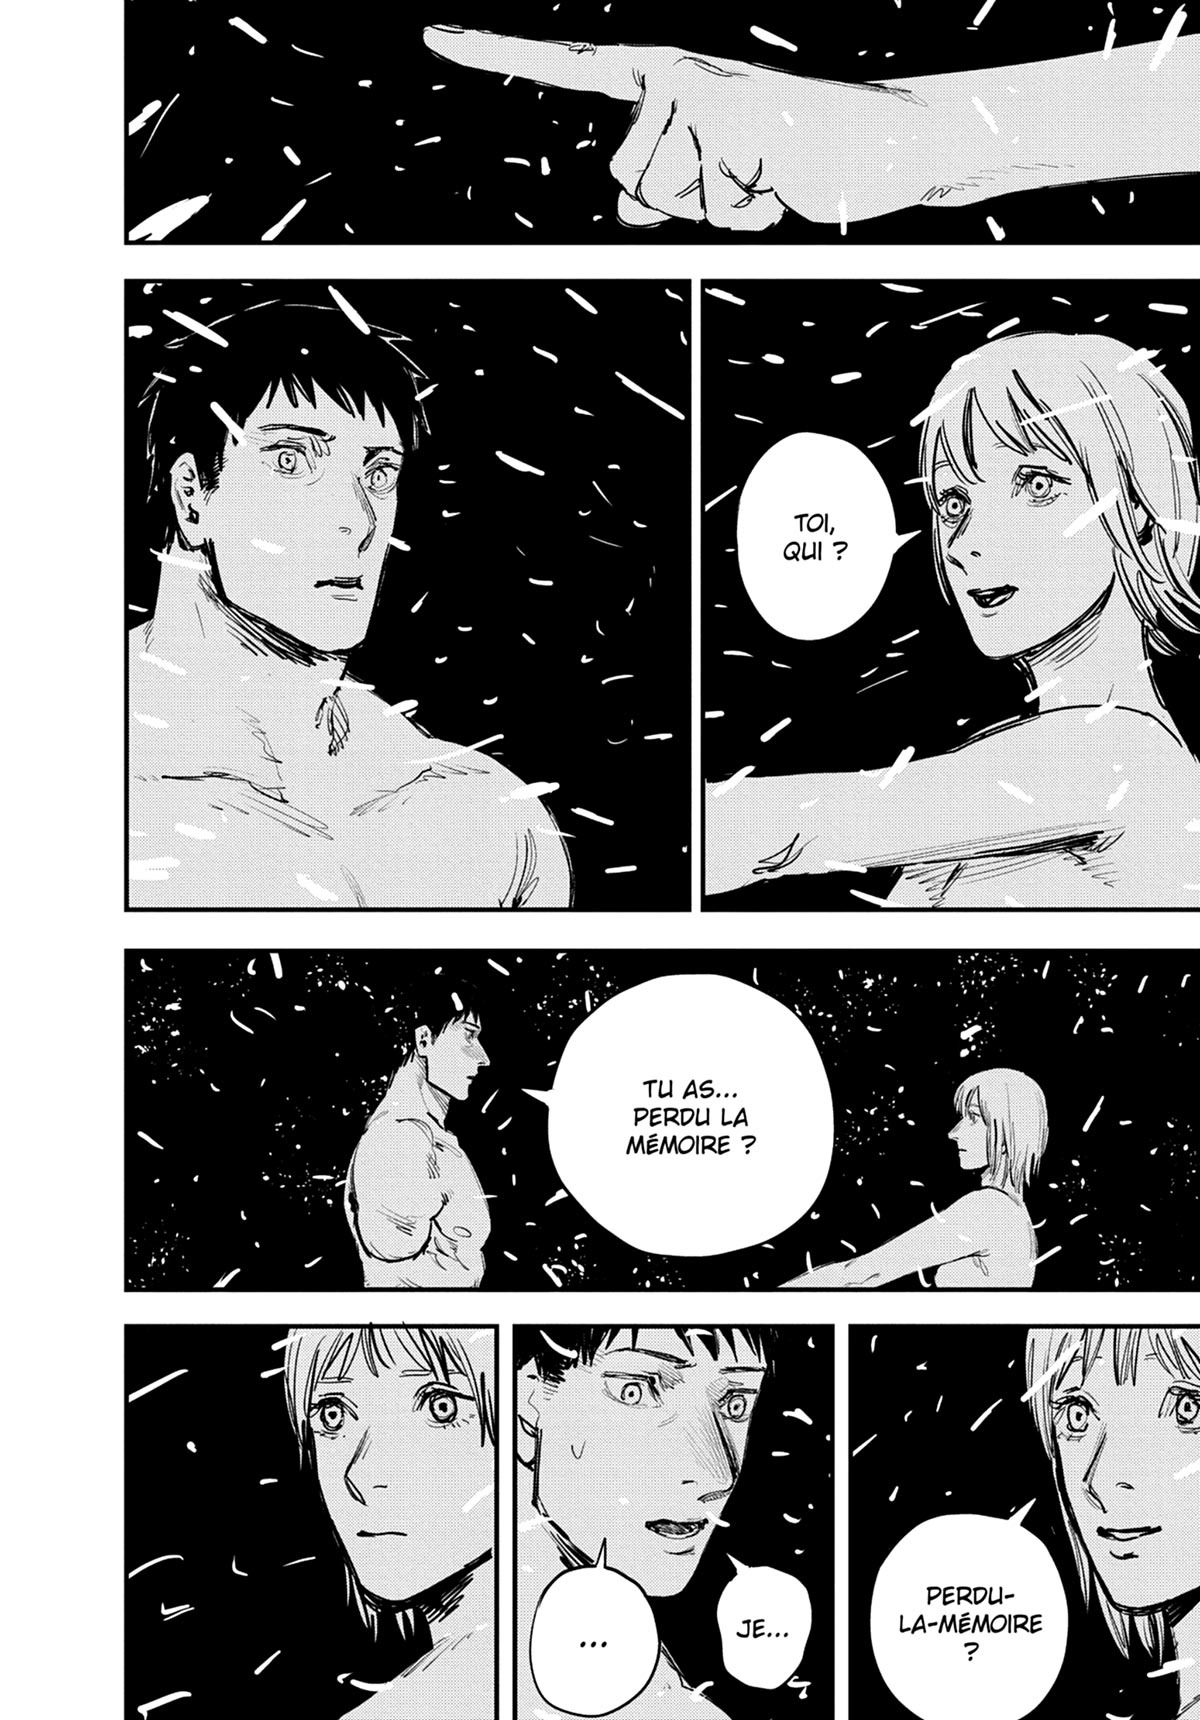 TOI,
QUI ?
TU AS...
PERDU LA
MÉMOIRE ?
PERDU-
LA-MÉMOIRE
?
JE...
...